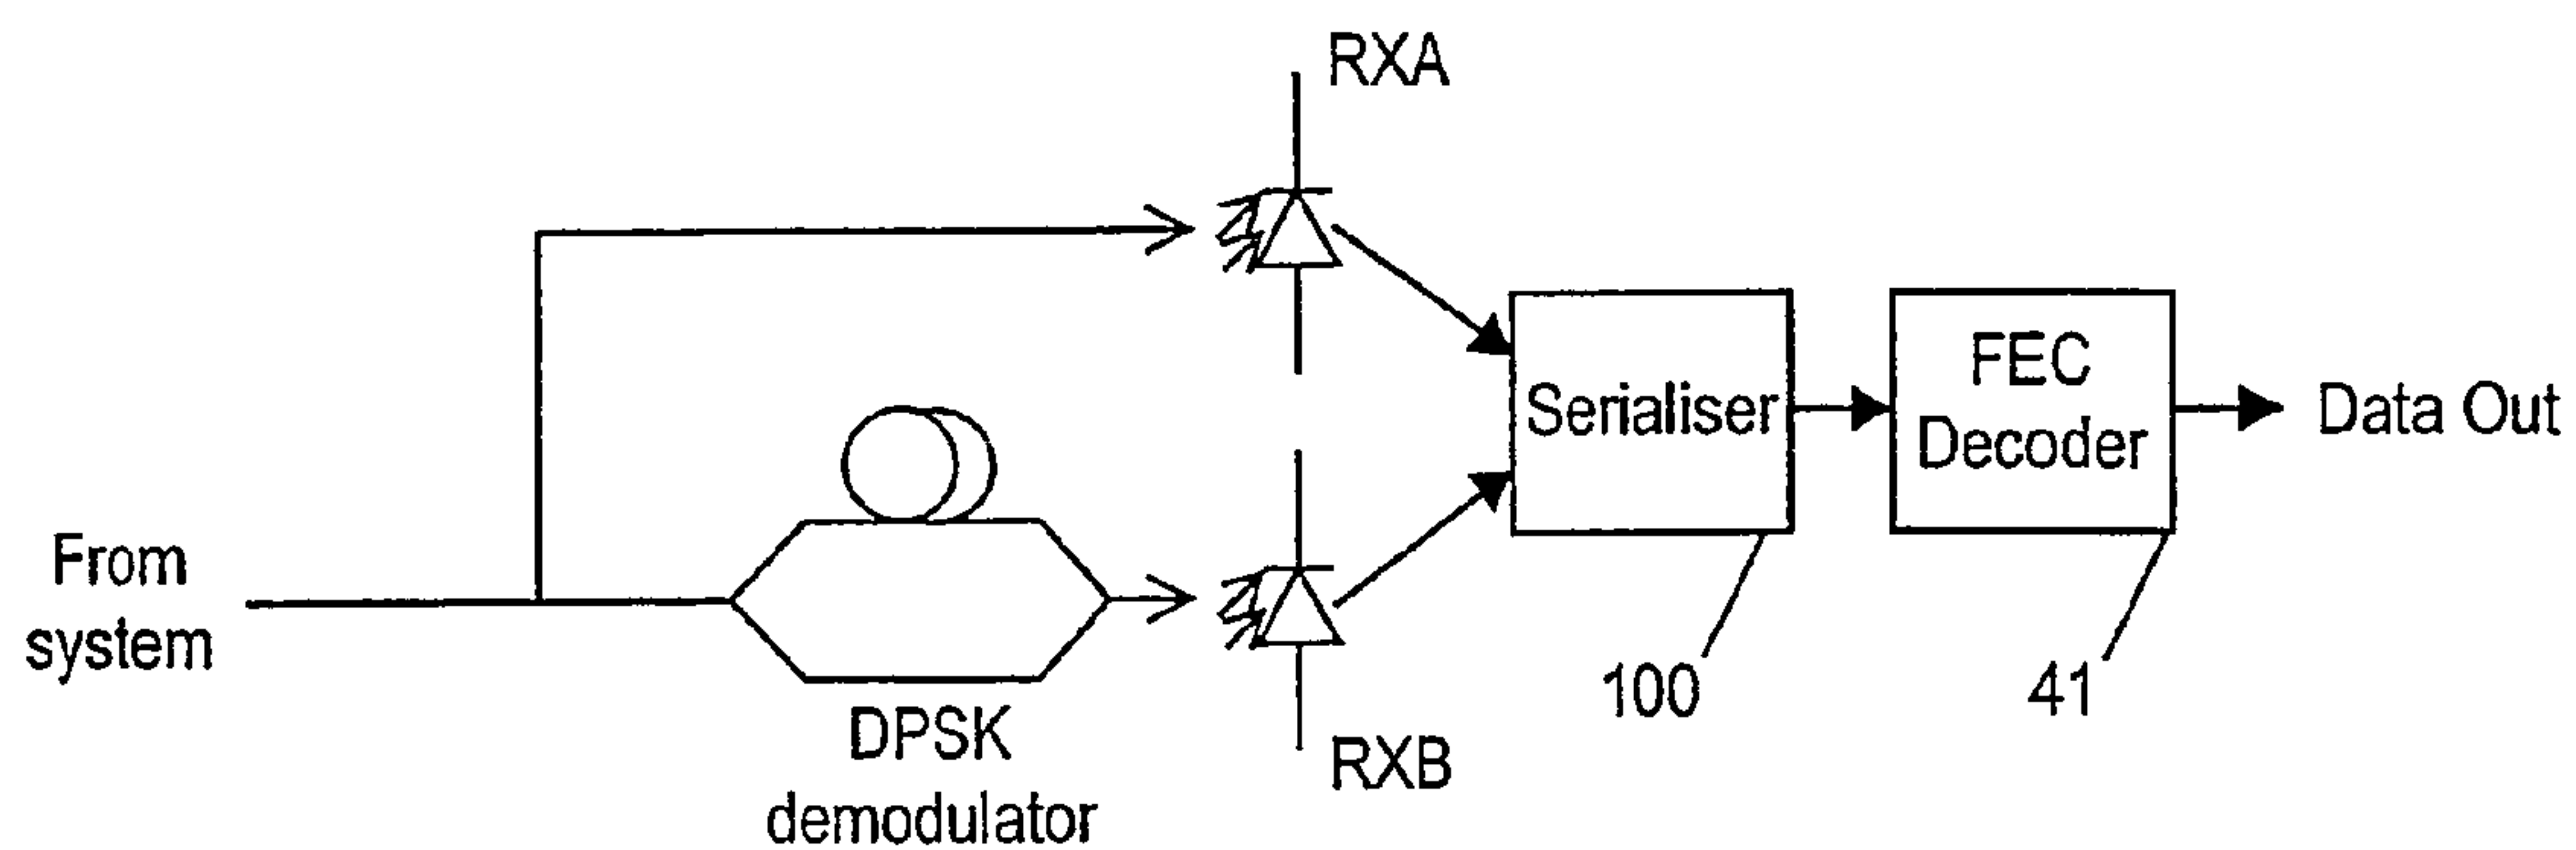 RXA
Serialiser
FEC
Decoder
Data Out
From
system
DPSK
demodulator
RXB
100
41